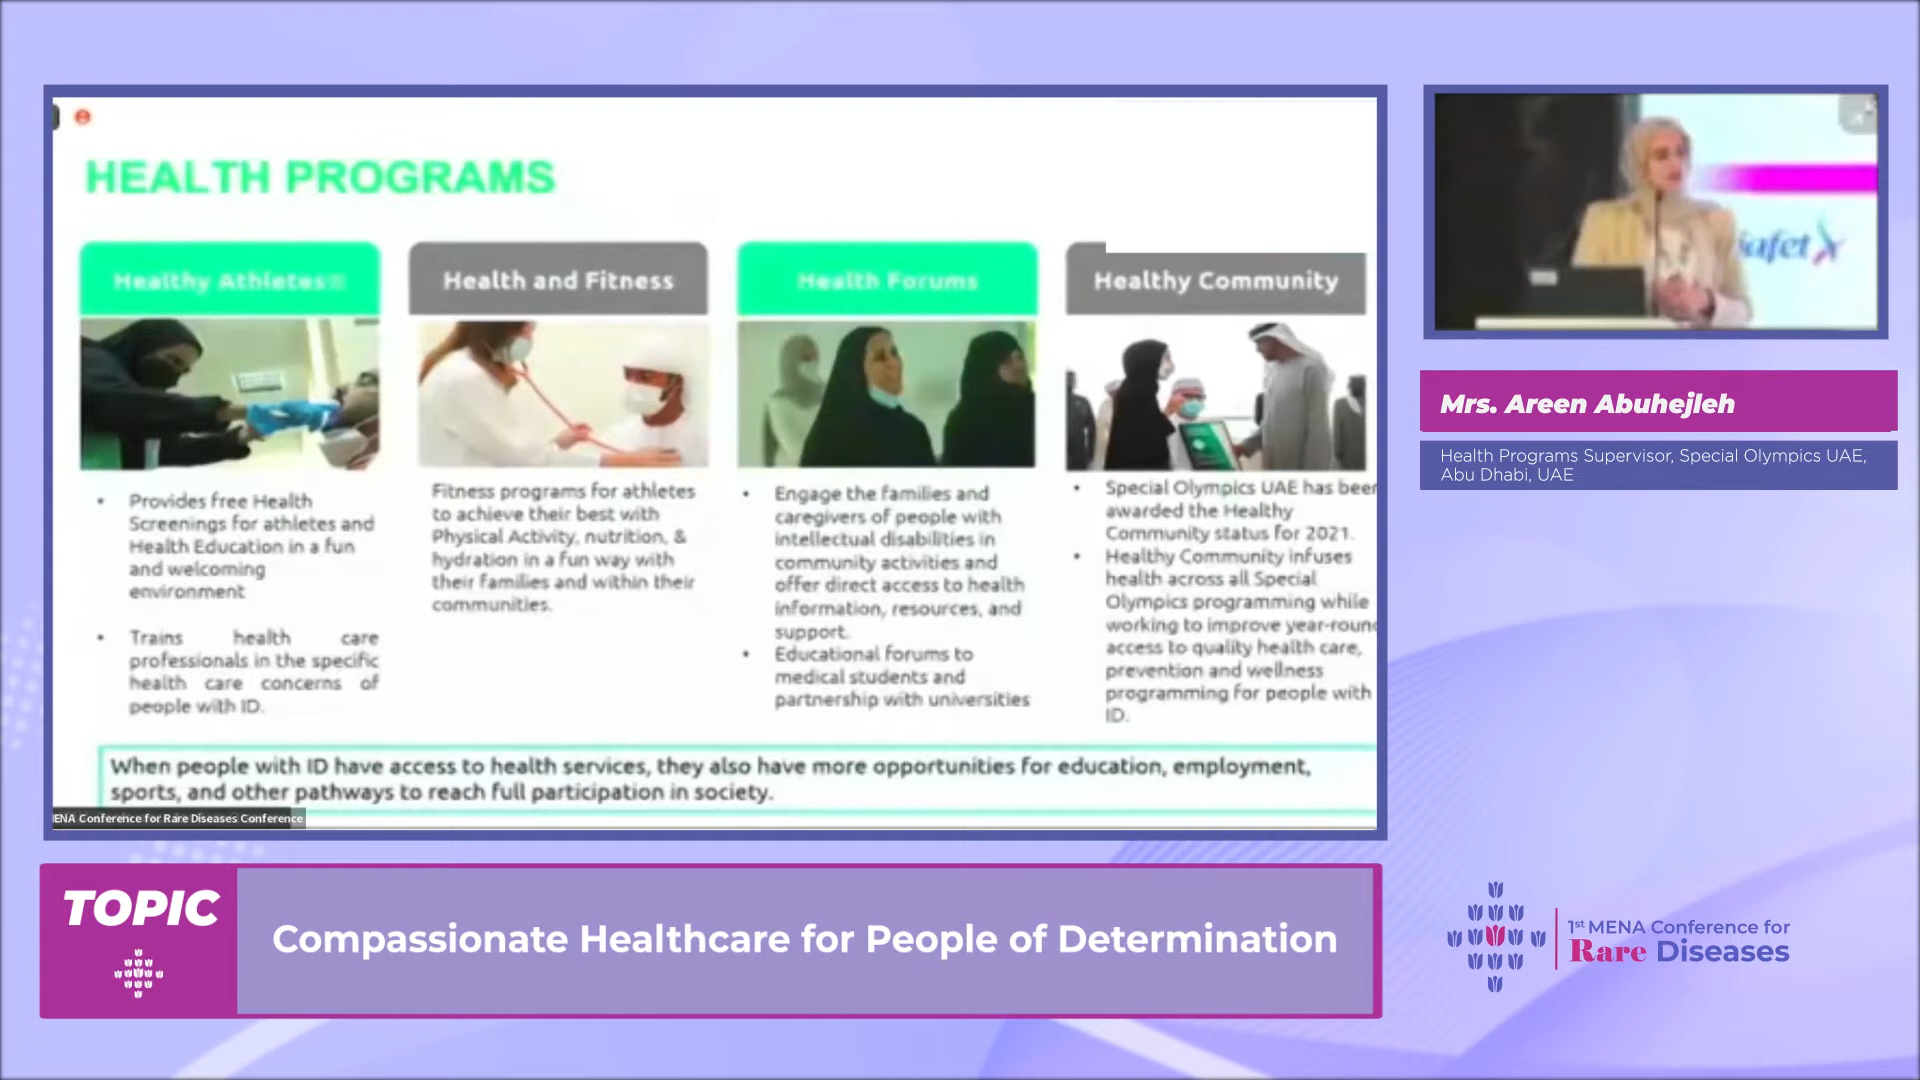 HEALTH PROGRAMS
Healthy Athletes
Provides free Health
Screenings for athletes and
Health Education in a fun
and welcoming
environment
Trains health care
professionals in the specific
health care concerns of
people with ID.
Health and Fitness
Fitness programs for athletes
to achieve their best with
Physical Activity, nutrition, &
hydration in a fun way with
their families and within their
communities.
Health Forums
Engage the families and
caregivers of people with
intellectual disabilities in
community activities and
offer direct access to health
information, resources, and
support.
Educational forums to
medical students and
partnership with universities
Healthy Community
Special Olympics UAE has been
awarded the Healthy
Community status for 2021.
Healthy Community infuses
health across all Special
Olympics programming while
working to improve year-roun
access to quality health care,
prevention and wellness
programming for people with
ID.
When people with ID have access to health services, they also have more opportunities for education, employment,
sports, and other pathways to reach full participation in society.
ENA Conference for Rare Diseases Conference
Mrs. Areen Abuhejleh
Health Programs Supervisor, Special Olympics UAE,
Abu Dhabi, UAE
TOPIC
Compassionate Healthcare for People of Determination
1st MENA Conference for
Rare Diseases